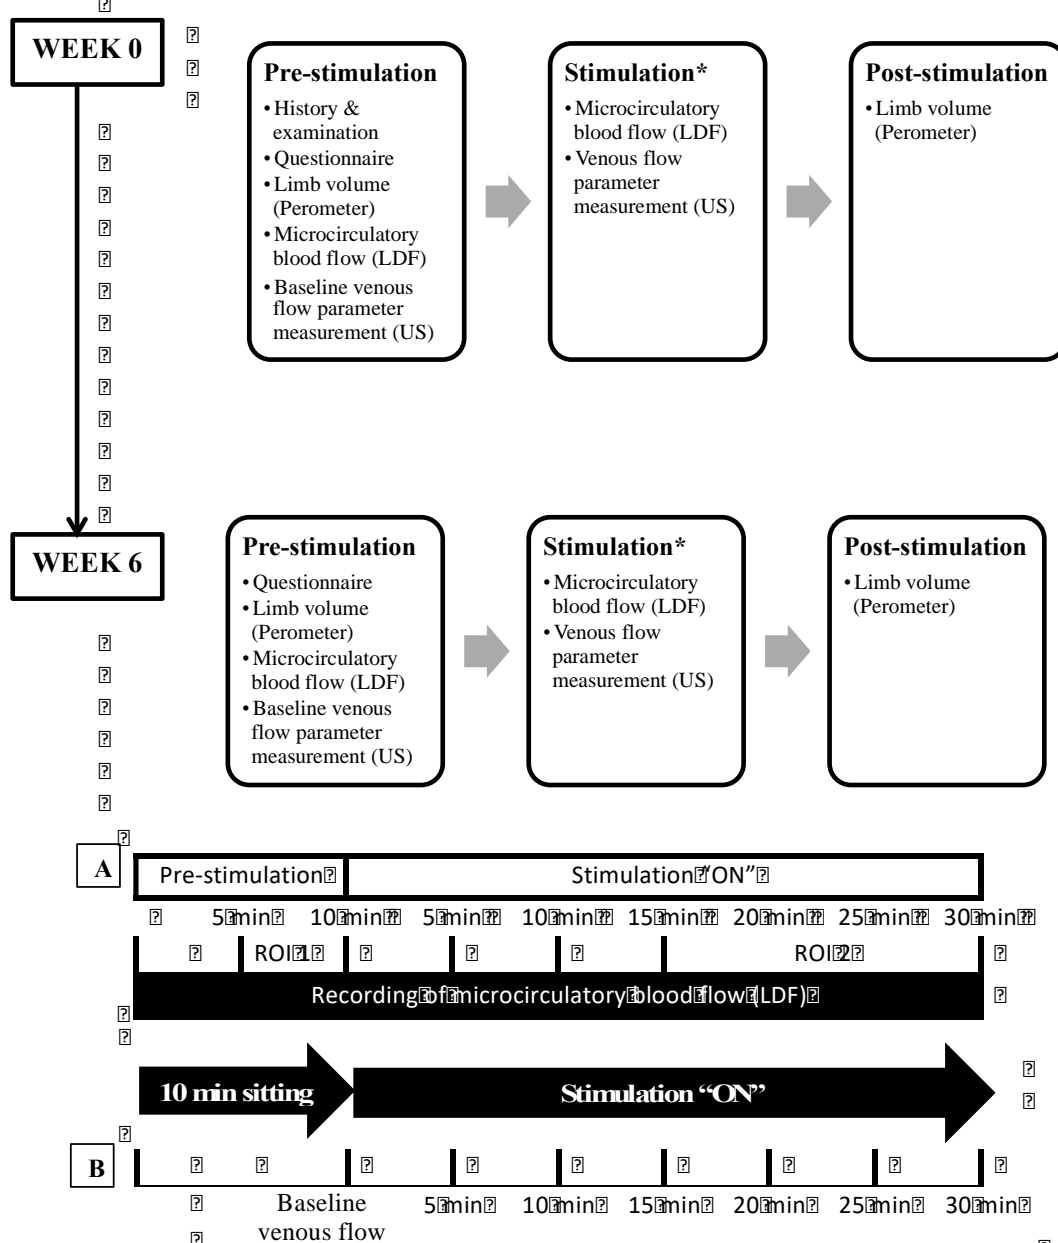 WEEK 0
Pre-stimulation
• History &
examination
• Questionnaire
• Limb volume
(Perometer)
• Microcirculatory
blood flow (LDF)
• Baseline venous
flow parameter
measurement (US)
Stimulation*
• Microcirculatory
blood flow (LDF)
• Venous flow
parameter
measurement (US)
Post-stimulation
• Limb volume
(Perometer)
WEEK 6
Pre-stimulation
• Questionnaire
• Limb volume
(Perometer)
• Microcirculatory
blood flow (LDF)
• Baseline venous
flow parameter
measurement (US)
Stimulation*
• Microcirculatory
blood flow (LDF)
• Venous flow
parameter
measurement (US)
Post-stimulation
• Limb volume
(Perometer)
A
Pre-stimulation Stimulation "ON"
5 min 10 min 5 min 10 min 15 min 20 min 25 min 30 min
ROI 1 ROI 2
Recording of microcirculatory blood flow (LDF)
10 min sitting Stimulation “ON”
B
5 min 10 min 15 min 20 min 25 min 30 min
Baseline
venous flow